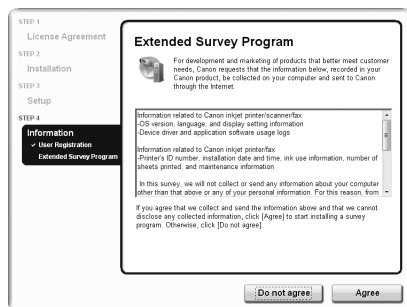 STEP 1
License Agreement
STEP 2
Installation
STEP 3
Setup
STEP 4
Information
User Registration
Extended Survey Program
Extended Survey Program
For development and marketing of products that better meet customer
needs, Canon requests that the information below, recorded in your
Canon product, be collected on your computer and sent to Canon
through the Internet.
Information related to Canon inkjet printer/scanner/fax
-OS version, language, and display setting information
-Device driver and application software usage logs
Information related to Canon inkjet printer/fax
-Printer's ID number, installation date and time, ink use information, number of
sheets printed, and maintenance information
In this survey, we will not collect or send any information about your computer
other than that above or any of your personal information. For this reason, from
If you agree that we collect and send the information above and that we cannot
disclose any collected information, click [Agree] to start installing a survey
program. Otherwise, click [Do not agree].
Do not agree
Agree